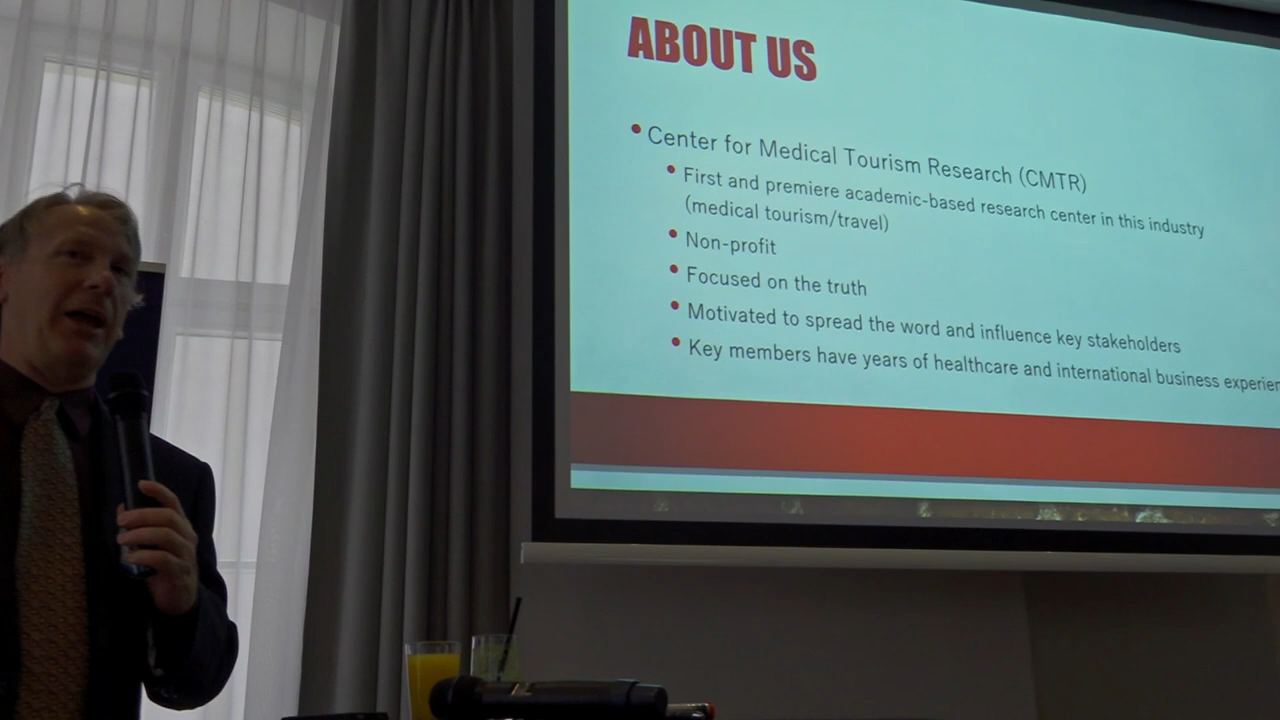 ABOUT US
• Center for Medical Tourism Research (CMTR)
• First and premiere academic-based research center in this industry
(medical tourism/travel)
• Non-profit
• Focused on the truth
• Motivated to spread the word and influence key stakeholders
• Key members have years of healthcare and international business